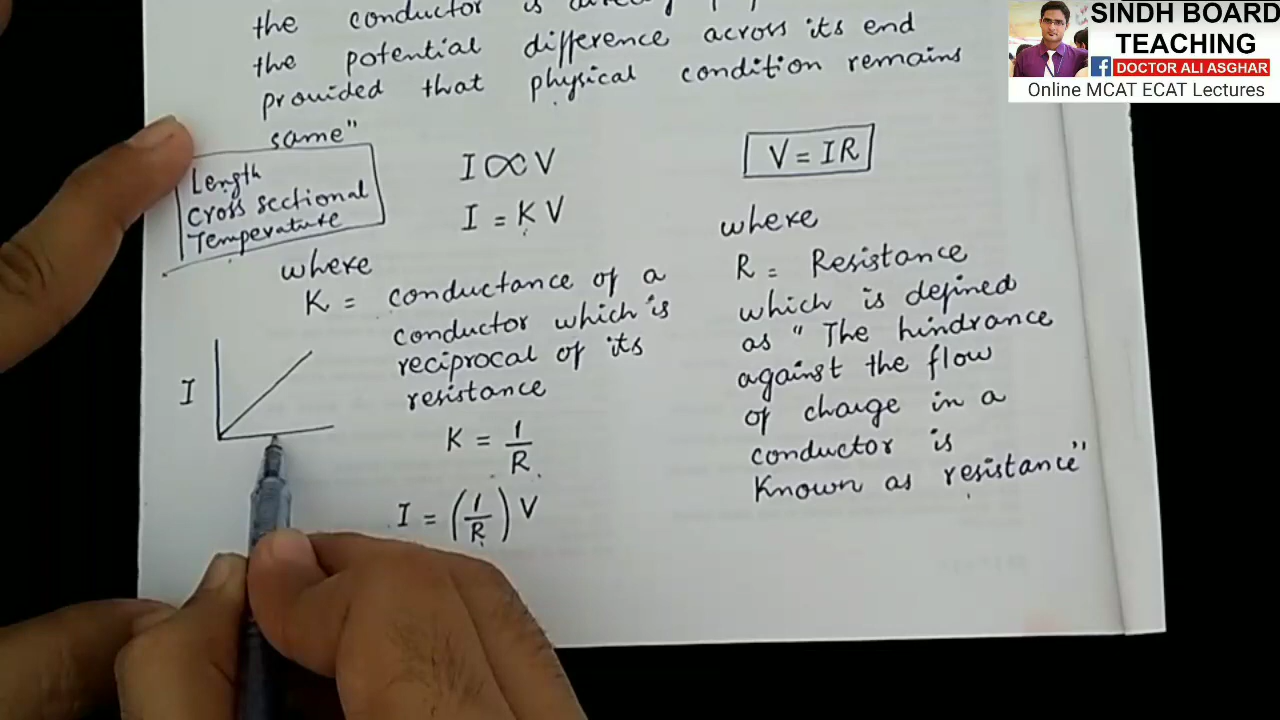 the conductor is
the potential difference across its end
provided that physical condition remains
same"
Length
Cross sectional
Temperature
I ∝ V
I = K V
where
K = conductance of a
conductor which is
reciprocal of its
resistance
K = 1/R
I = (1/R) V
I
V = IR
where
R = Resistance
which is defined
as "The hindrance
against the flow
of charge in a
conductor is
Known as resistance"
SINDH BOARD
TEACHING
f DOCTOR ALI ASGHAR
Online MCAT ECAT Lectures